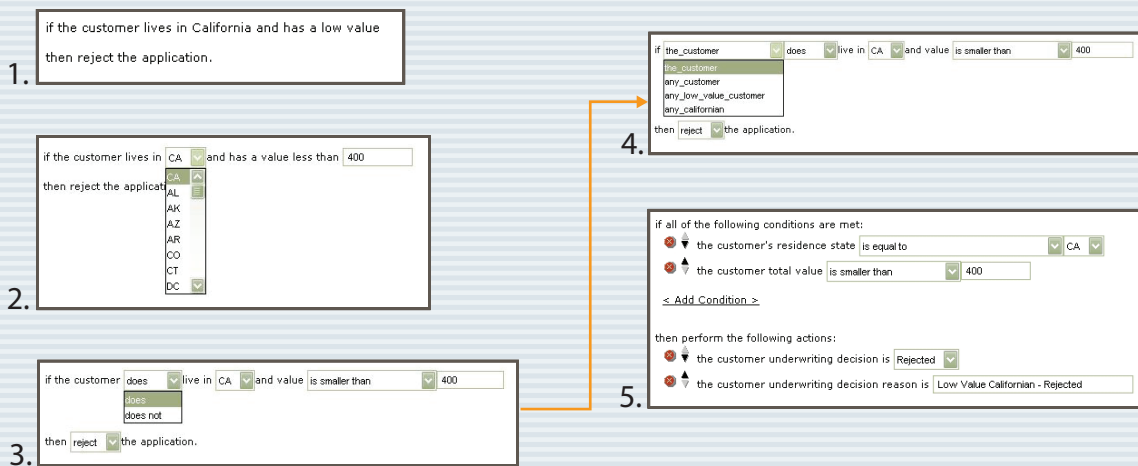 if the customer lives in California and has a low value
then reject the application.
1.
if the customer lives in CA and has a value less than 400
then reject the applicati
CA
AL
AK
AZ
AR
CO
CT
DC
2.
if the customer does live in CA and value is smaller than 400
does
does not
then reject the application.
3.
if the_customer does live in CA and value is smaller than 400
the_customer
any_customer
any_low_value_customer
any_californian
then reject the application.
4.
if all of the following conditions are met:
the customer's residence state is equal to CA
the customer total value is smaller than 400
< Add Condition >
then perform the following actions:
the customer underwriting decision is Rejected
the customer underwriting decision reason is Low Value Californian - Rejected
5.